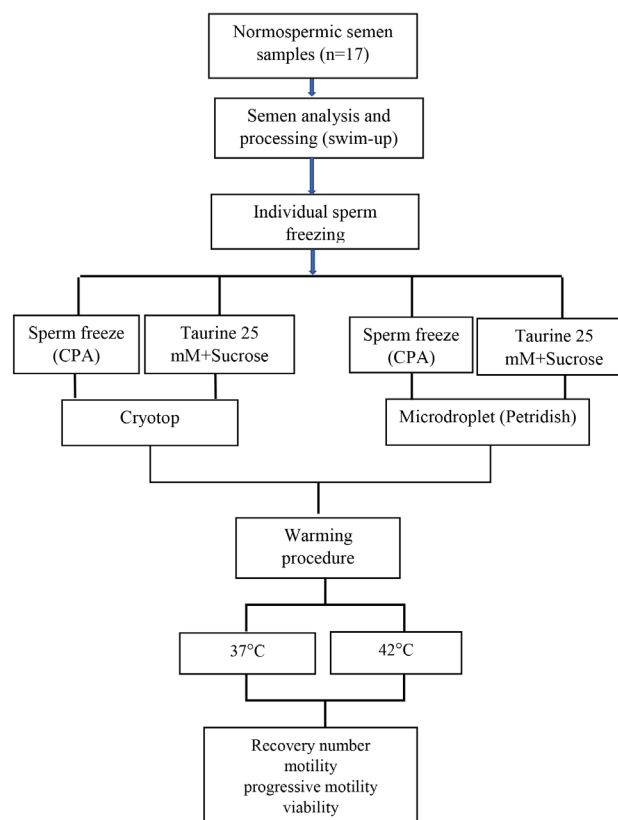 Normospermic semen
samples (n=17)
Semen analysis and
processing (swim-up)
Individual sperm
freezing
Sperm freeze
(CPA)
Taurine 25
mM+Sucrose
Sperm freeze
(CPA)
Taurine 25
mM+Sucrose
Cryotop
Microdroplet (Petridish)
Warming
procedure
37°C
42°C
Recovery number
motility
progressive motility
viability